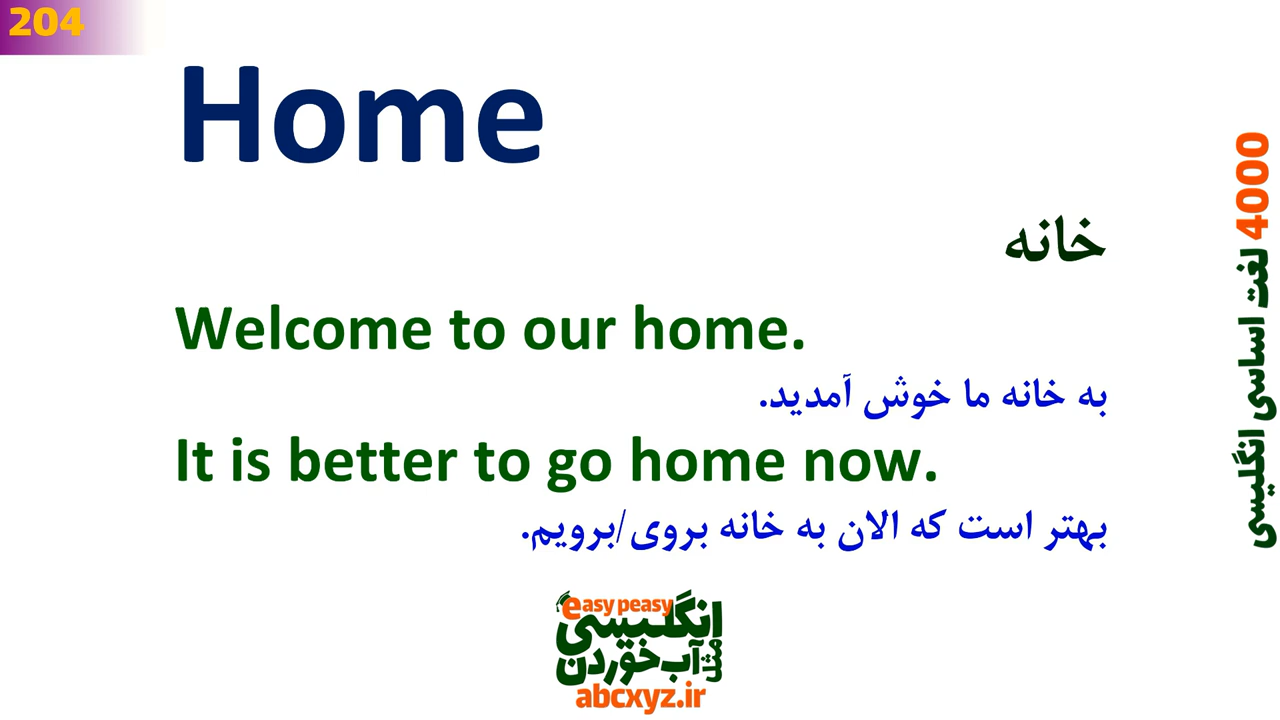 204
Home
خانه
Welcome to our home.
به خانه ما خوش آمدید.
It is better to go home now.
بهتر است که الان به خانه بروی/برویم.
4000 لغت اساسی انگلیسی
easy peasy
انگلیسی
مثل آب خوردن
abcxyz.ir